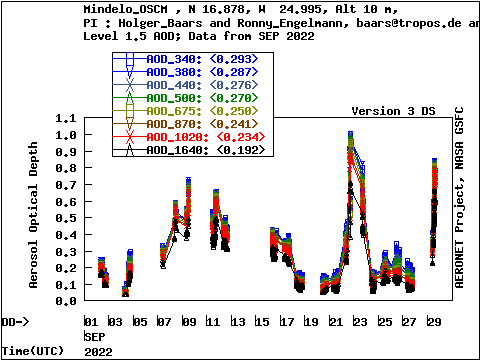 Mindelo_OSCM , N 16.878, W  24.995, Alt 10 m,
PI : Holger_Baars and Ronny_Engelmann, baars@tropos.de an
Level 1.5 AOD; Data from SEP 2022
AOD_340: <0.293>
AOD_380: <0.287>
AOD_440: <0.276>
AOD_500: <0.270>
AOD_675: <0.250>
AOD_870: <0.241>
AOD_1020: <0.234>
AOD_1640: <0.192>
Version 3 DS
Aerosol Optical Depth
1.1
1.0
0.9
0.8
0.7
0.6
0.5
0.4
0.3
0.2
0.1
0.0
AERONET Project, NASA GSFC
DD-> 01 03 05 07 09 11 13 15 17 19 21 23 25 27 29
SEP
Time(UTC) 2022